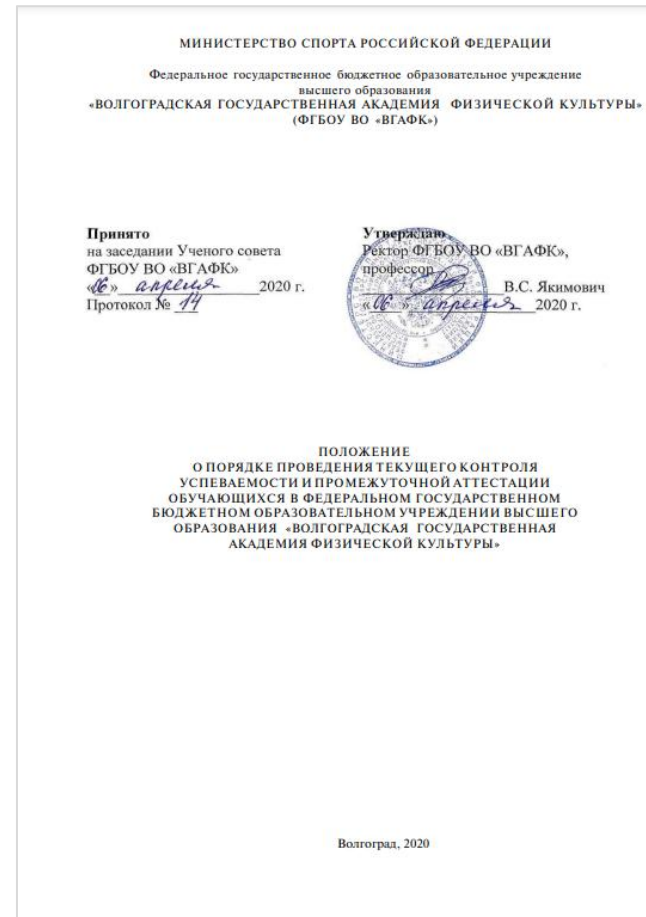 МИНИСТЕРСТВО СПОРТА РОССИЙСКОЙ ФЕДЕРАЦИИ
Федеральное государственное бюджетное образовательное учреждение
высшего образования
«ВОЛГОГРАДСКАЯ ГОСУДАРСТВЕННАЯ АКАДЕМИЯ ФИЗИЧЕСКОЙ КУЛЬТУРЫ»
(ФГБОУ ВО «ВГАФК»)
Принято
на заседании Ученого совета
ФГБОУ ВО «ВГАФК»
«06» апреля 2020 г.
Протокол № 14
Утверждаю
Ректор ФГБОУ ВО «ВГАФК»,
профессор
В.С. Якимович
«06» апреля 2020 г.
ПОЛОЖЕНИЕ
О ПОРЯДКЕ ПРОВЕДЕНИЯ ТЕКУЩЕГО КОНТРОЛЯ
УСПЕВАЕМОСТИ И ПРОМЕЖУТОЧНОЙ АТТЕСТАЦИИ
ОБУЧАЮЩИХСЯ В ФЕДЕРАЛЬНОМ ГОСУДАРСТВЕННОМ
БЮДЖЕТНОМ ОБРАЗОВАТЕЛЬНОМ УЧРЕЖДЕНИИ ВЫСШЕГО
ОБРАЗОВАНИЯ «ВОЛГОГРАДСКАЯ ГОСУДАРСТВЕННАЯ
АКАДЕМИЯ ФИЗИЧЕСКОЙ КУЛЬТУРЫ»
Волгоград, 2020